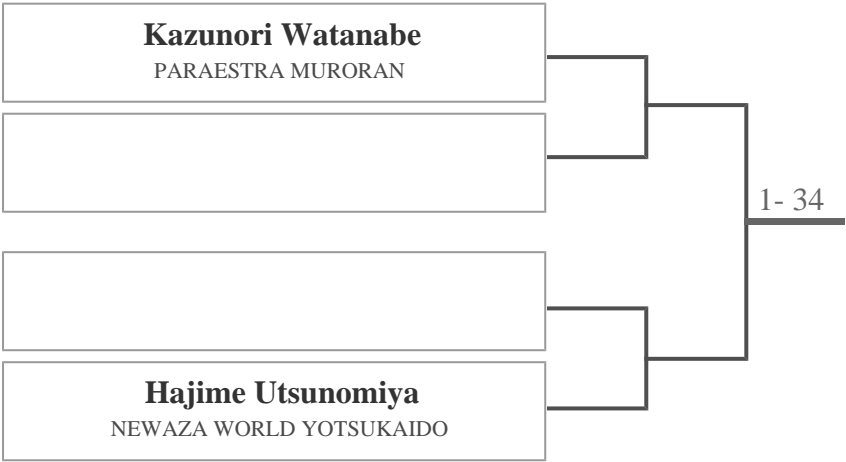 Kazunori Watanabe
PARAESTRA MURORAN
1- 34
Hajime Utsunomiya
NEWAZA WORLD YOTSUKAIDO